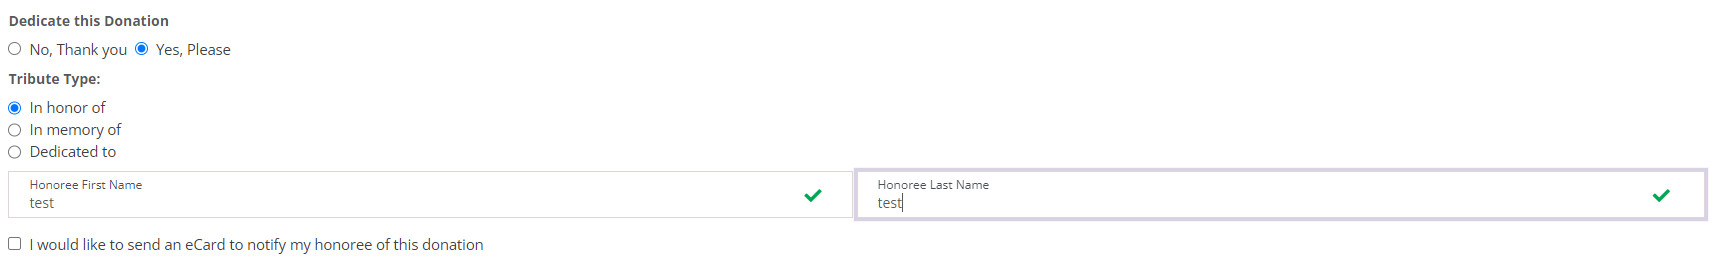 Dedicate this Donation
No, Thank you Yes, Please
Tribute Type:
In honor of
In memory of
Dedicated to
Honoree First Name Honoree Last Name
test test
I would like to send an eCard to notify my honoree of this donation